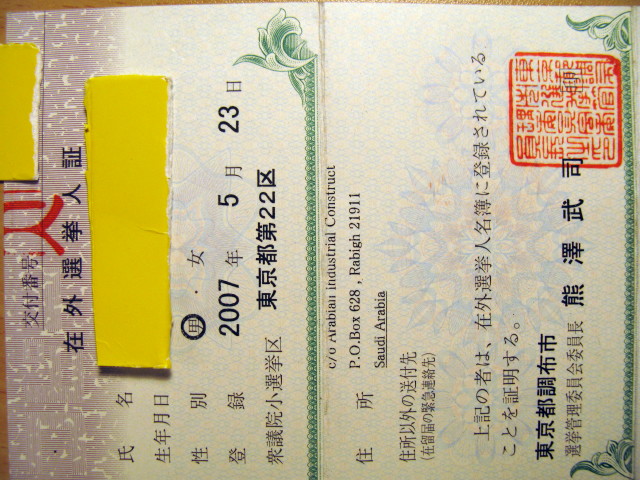 交付番号
在外選挙人証
氏名
生年月日
性別 男・女
登録 2007年5月23日
衆議院小選挙区 東京都第22区
住所 c/o Arabian industrial Construct
P.O.Box 628 , Rabigh 21911
Saudi Arabia
住所以外の送付先
(在留届の緊急連絡先)
上記の者は、在外選挙人名簿に登録されている
ことを証明する。
東京都調布市
選挙管理委員会委員長 熊澤武司